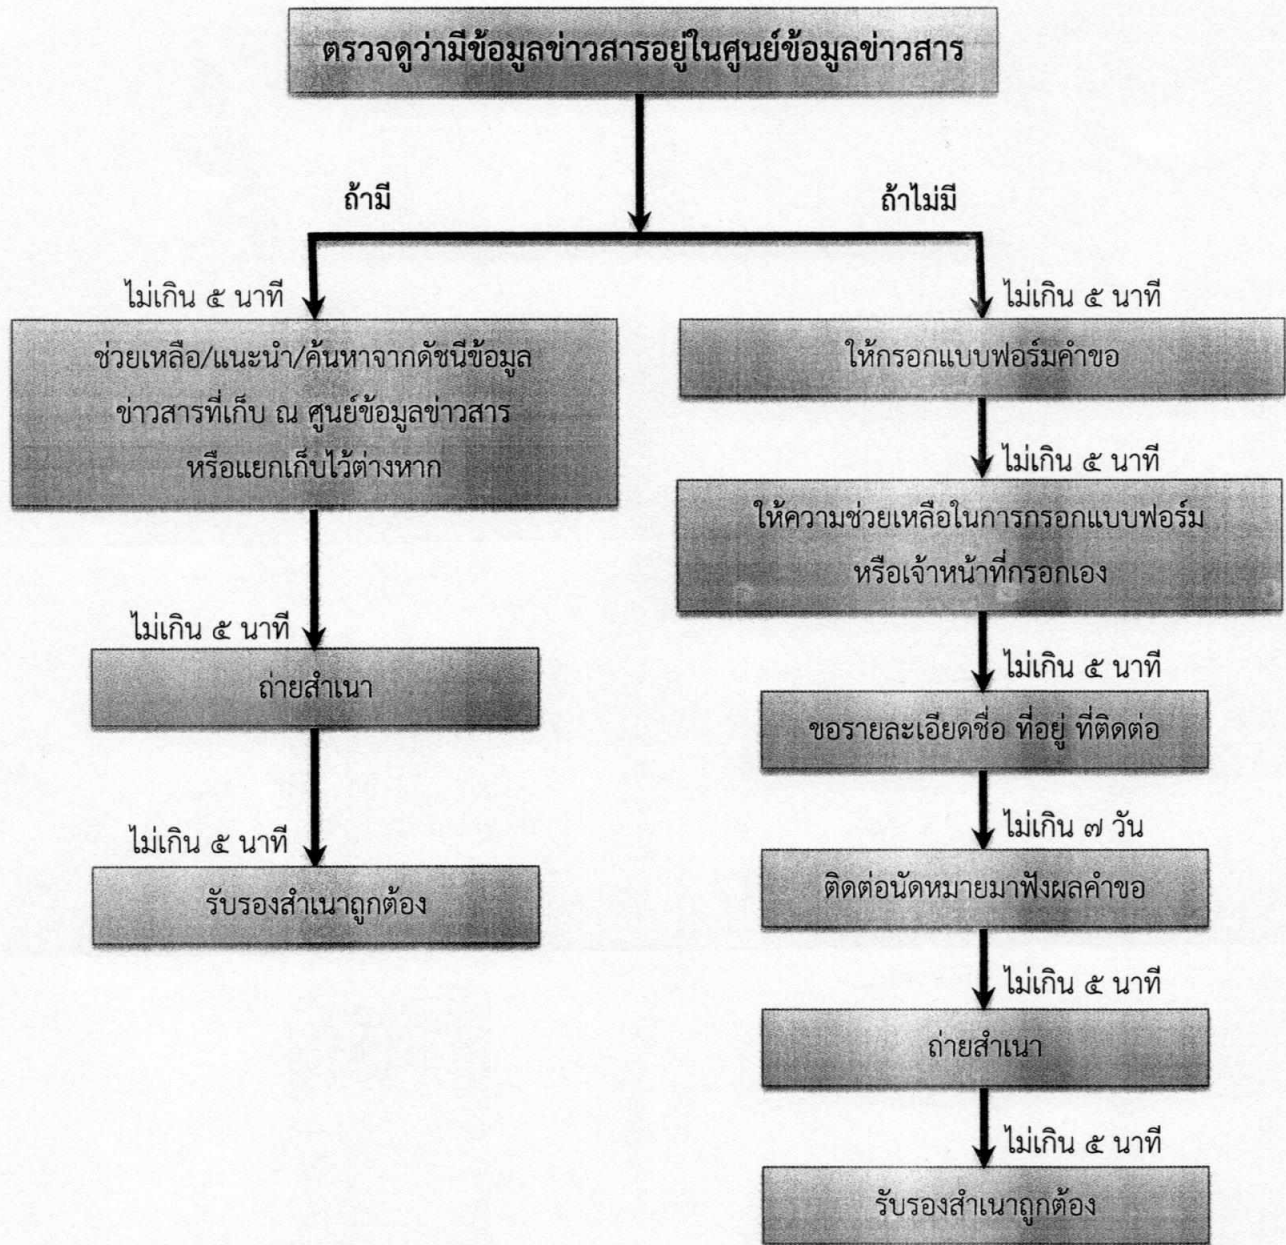 ตรวจดูว่ามีข้อมูลข่าวสารอยู่ในศูนย์ข้อมูลข่าวสาร
ถ้ามี
ไม่เกิน ๕ นาที
ช่วยเหลือ/แนะนำ/ค้นหาจากดัชนีข้อมูล
ข่าวสารที่เก็บ ณ ศูนย์ข้อมูลข่าวสาร
หรือแยกเก็บไว้ต่างหาก
ไม่เกิน ๕ นาที
ถ่ายสำเนา
ไม่เกิน ๕ นาที
รับรองสำเนาถูกต้อง
ถ้าไม่มี
ไม่เกิน ๕ นาที
ให้กรอกแบบฟอร์มคำขอ
ไม่เกิน ๕ นาที
ให้ความช่วยเหลือในการกรอกแบบฟอร์ม
หรือเจ้าหน้าที่กรอกเอง
ไม่เกิน ๕ นาที
ขอรายละเอียดชื่อ ที่อยู่ ที่ติดต่อ
ไม่เกิน ๗ วัน
ติดต่อนัดหมายมาฟังผลคำขอ
ไม่เกิน ๕ นาที
ถ่ายสำเนา
ไม่เกิน ๕ นาที
รับรองสำเนาถูกต้อง